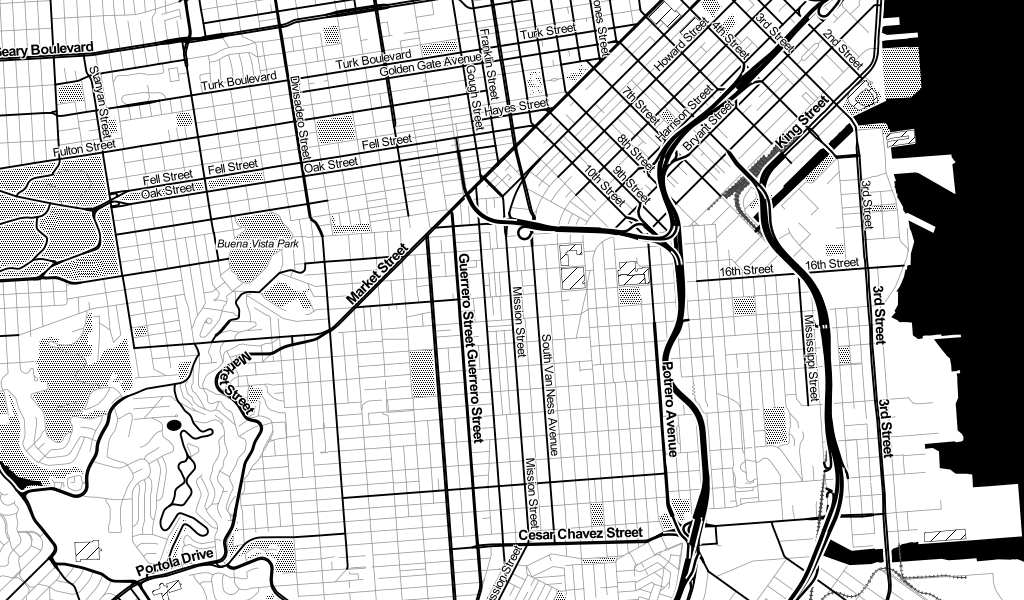 Geary Boulevard
Stanyan Street
Turk Boulevard
Divisadero Street
Turk Boulevard
Golden Gate Avenue
Gough Street
Franklin Street
Turk Street
Hayes Street
Howard Street
4th Street
3rd Street
2nd Street
7th Street
Harrison Street
Bryant Street
King Street
8th Street
9th Street
10th Street
Fulton Street
Fell Street
Fell Street
Fell Street
Oak Street
Oak Street
3rd Street
Buena Vista Park
Market Street
16th Street
16th Street
Guerrero Street
Guerrero Street
Mission Street
South Van Ness Avenue
Mississippi Street
3rd Street
Market Street
Potrero Avenue
3rd Street
Mission Street
Cesar Chavez Street
Portola Drive